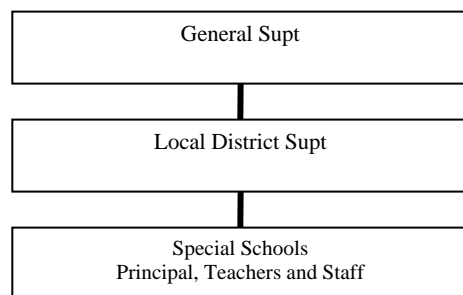 General Supt
Local District Supt
Special Schools
Principal, Teachers and Staff